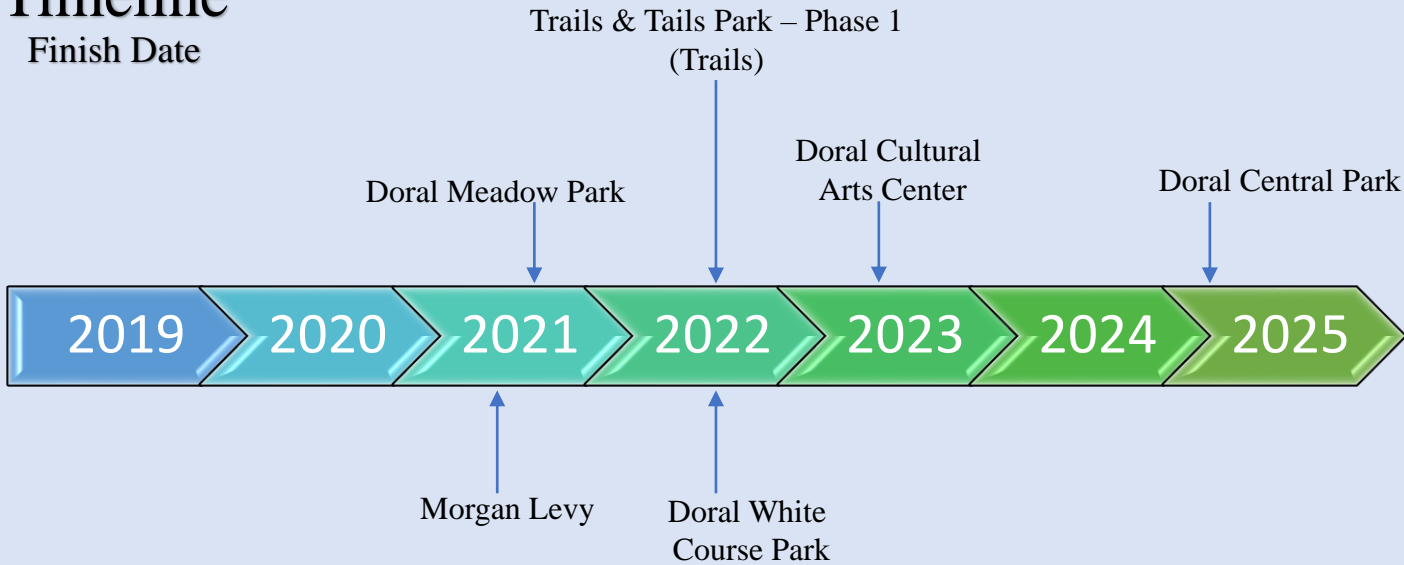 Timeline
Finish Date
Trails & Tails Park – Phase 1
(Trails)
Doral Cultural
Arts Center
Doral Meadow Park
Doral Central Park
2019
2020
2021
2022
2023
2024
2025
Morgan Levy
Doral White
Course Park